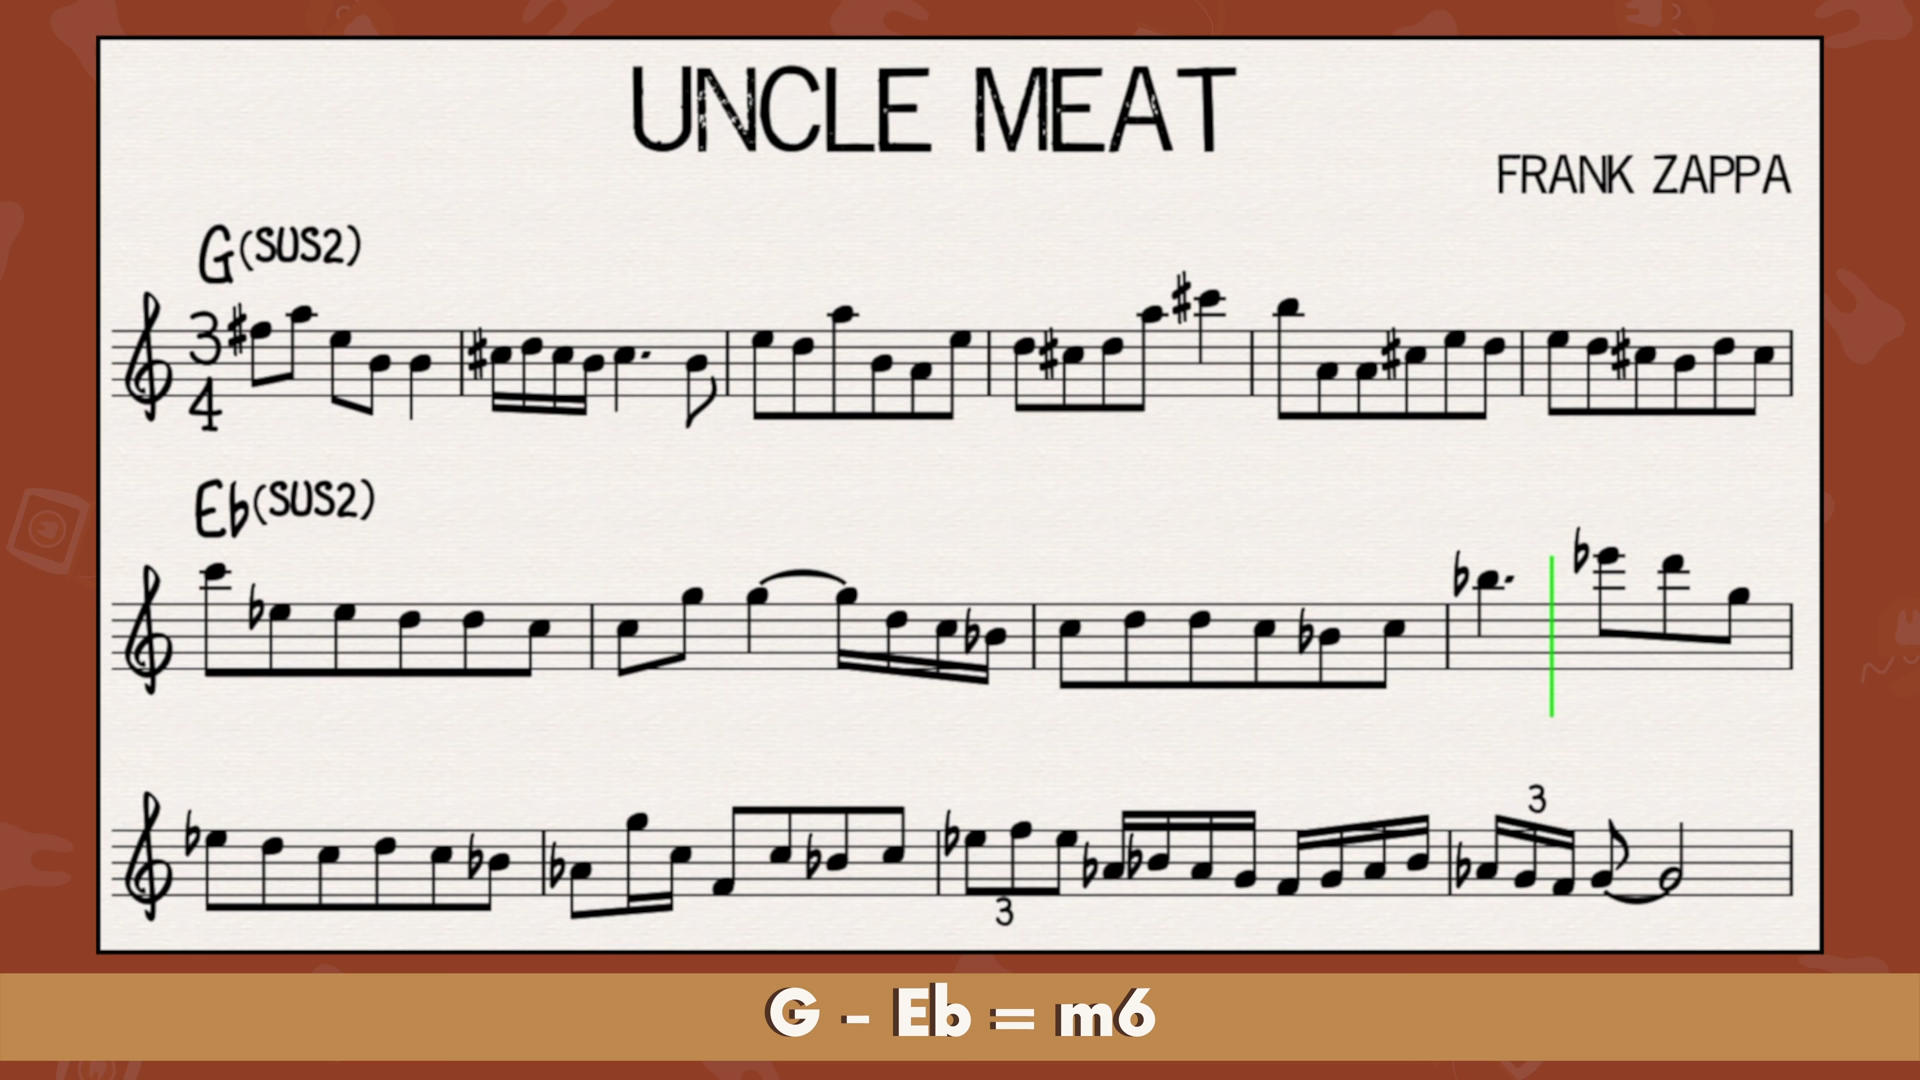 UNCLE MEAT
FRANK ZAPPA
G(SUS2)
3
4
Eb(SUS2)
3
3
G - Eb = m6